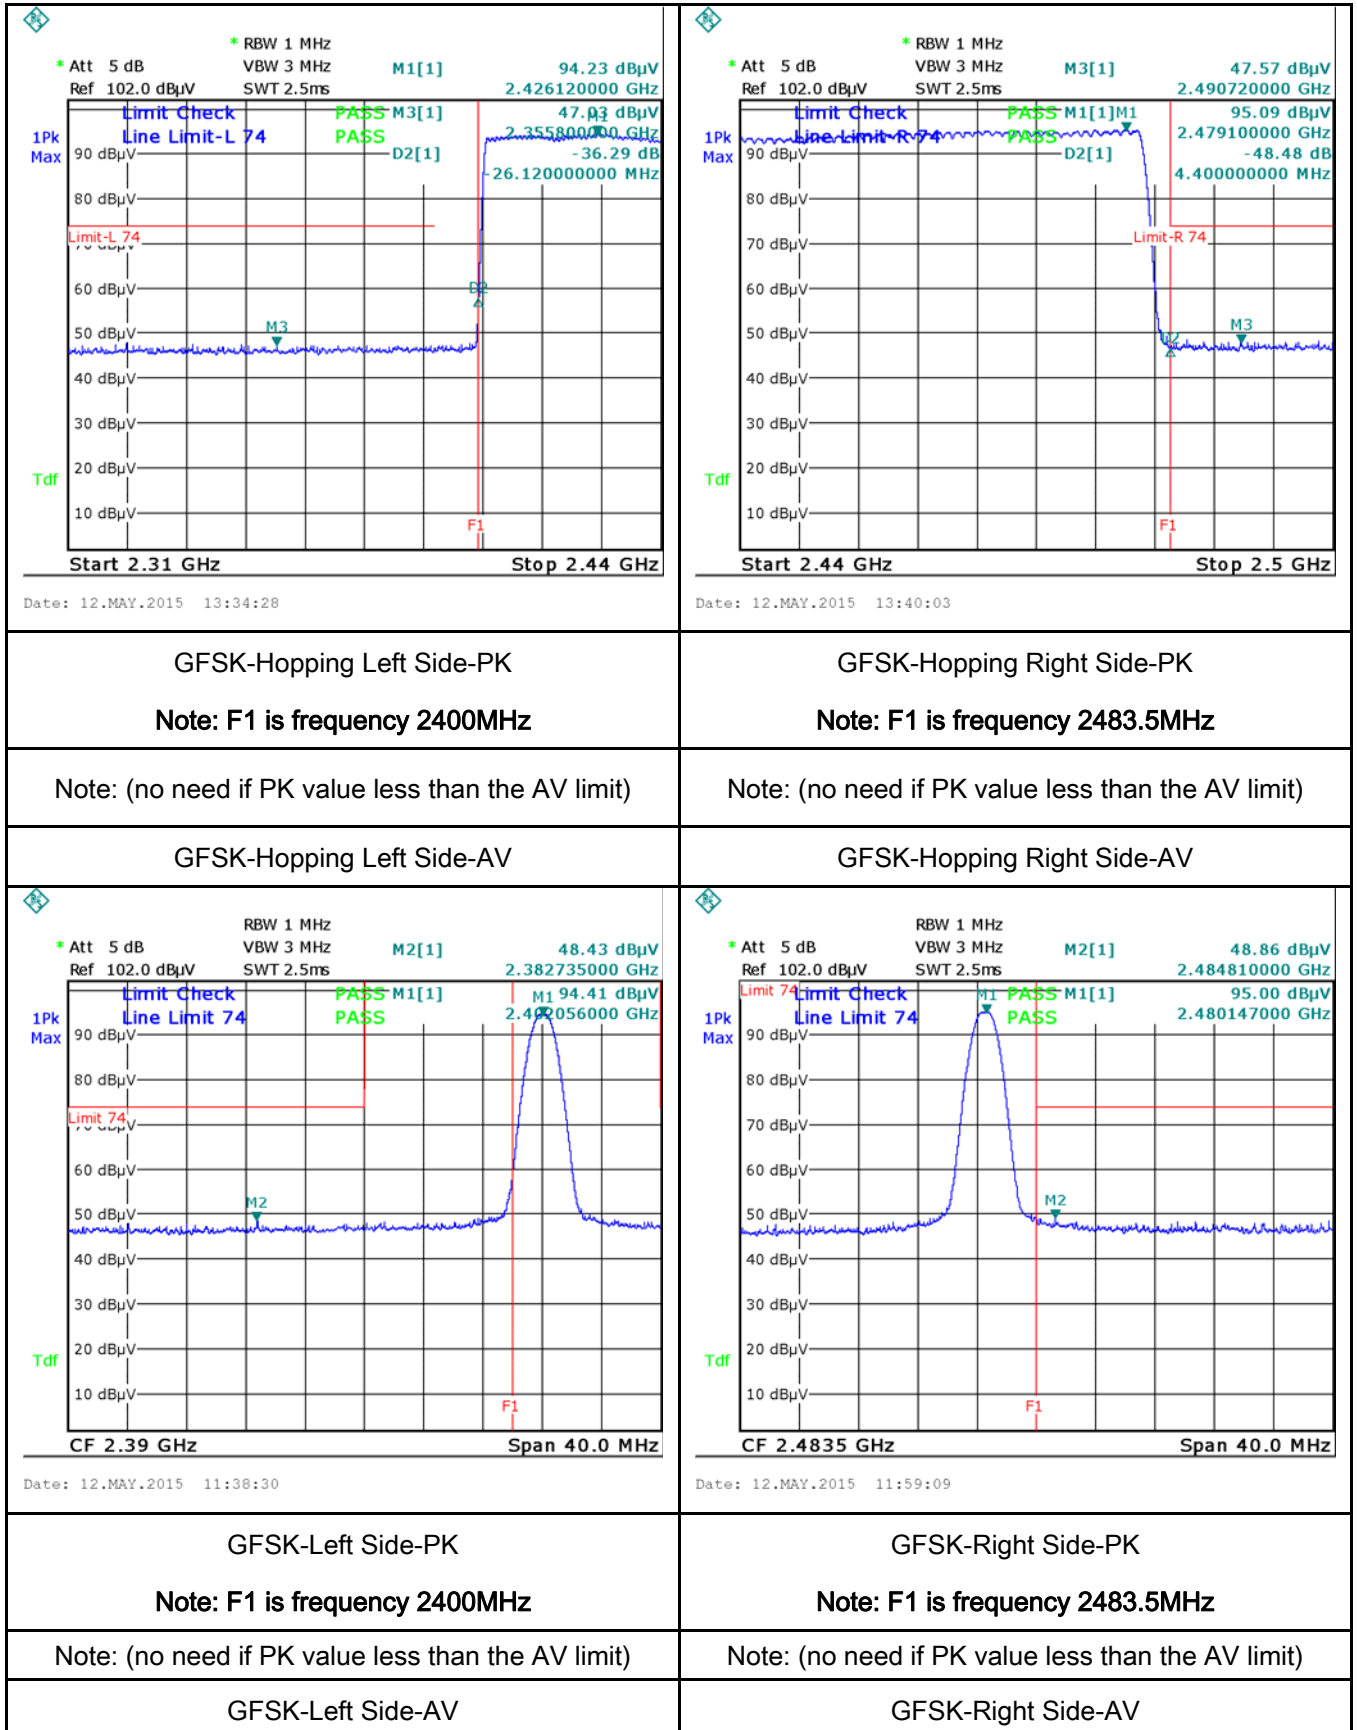 * RBW 1 MHz
* Att 5 dB VBW 3 MHz M1[1] 94.23 dBµV
Ref 102.0 dBµV SWT 2.5ms 2.426120000 GHz
Limit Check PASS M3[1] 47.03 dBµV
1Pk Line Limit-L 74 PASS 2.355800000 GHz
M1
Max 90 dBµV D2[1] -36.29 dB
-26.120000000 MHz
80 dBµV
Limit-L 74
70 dBµV
60 dBµV D2
50 dBµV M3
40 dBµV
30 dBµV
20 dBµV
Tdf
10 dBµV
F1
Start 2.31 GHz Stop 2.44 GHz
Date: 12.MAY.2015 13:34:28
* RBW 1 MHz
* Att 5 dB VBW 3 MHz M3[1] 47.57 dBµV
Ref 102.0 dBµV SWT 2.5ms 2.490720000 GHz
Limit Check PASS M1[1] M1 95.09 dBµV
1Pk Line Limit-R 74 PASS 2.479100000 GHz
Max 90 dBµV D2[1] -48.48 dB
4.400000000 MHz
80 dBµV
Limit-R 74
70 dBµV
60 dBµV
50 dBµV D2 M3
40 dBµV
30 dBµV
20 dBµV
Tdf
10 dBµV
F1
Start 2.44 GHz Stop 2.5 GHz
Date: 12.MAY.2015 13:40:03
GFSK-Hopping Left Side-PK
Note: F1 is frequency 2400MHz
GFSK-Hopping Right Side-PK
Note: F1 is frequency 2483.5MHz
Note: (no need if PK value less than the AV limit)
Note: (no need if PK value less than the AV limit)
GFSK-Hopping Left Side-AV
GFSK-Hopping Right Side-AV
RBW 1 MHz
* Att 5 dB VBW 3 MHz M2[1] 48.43 dBµV
Ref 102.0 dBµV SWT 2.5ms 2.382735000 GHz
Limit Check PASS M1[1] M1 94.41 dBµV
1Pk Line Limit 74 PASS 2.402056000 GHz
Max 90 dBµV
80 dBµV
Limit 74
70 dBµV
60 dBµV
50 dBµV M2
40 dBµV
30 dBµV
20 dBµV
Tdf
10 dBµV
F1
CF 2.39 GHz Span 40.0 MHz
Date: 12.MAY.2015 11:38:30
RBW 1 MHz
* Att 5 dB VBW 3 MHz M2[1] 48.86 dBµV
Ref 102.0 dBµV SWT 2.5ms 2.484810000 GHz
Limit 74 Limit Check M1 PASS M1[1] 95.00 dBµV
1Pk Line Limit 74 PASS 2.480147000 GHz
Max 90 dBµV
80 dBµV
70 dBµV
60 dBµV
50 dBµV M2
40 dBµV
30 dBµV
20 dBµV
Tdf
10 dBµV
F1
CF 2.4835 GHz Span 40.0 MHz
Date: 12.MAY.2015 11:59:09
GFSK-Left Side-PK
Note: F1 is frequency 2400MHz
GFSK-Right Side-PK
Note: F1 is frequency 2483.5MHz
Note: (no need if PK value less than the AV limit)
Note: (no need if PK value less than the AV limit)
GFSK-Left Side-AV
GFSK-Right Side-AV